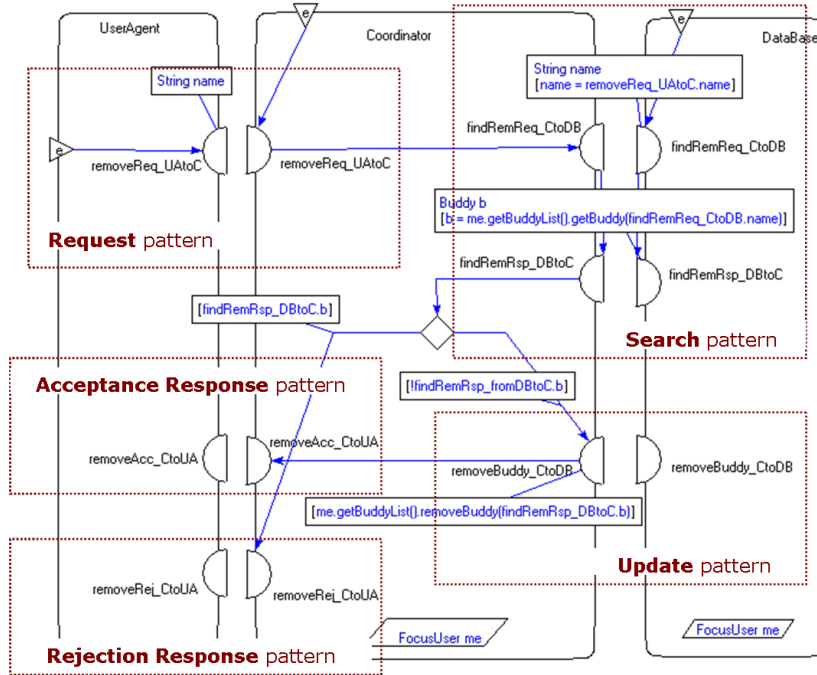 UserAgent
e
Coordinator
e
DataBase
String name
String name
[name = removeReq_UAtoC.name]
findRemReq_CtoDB
findRemReq_CtoDB
e
removeReq_UAtoC
removeReq_UAtoC
Buddy b
[b = me.getBuddyList().getBuddy(findRemReq_CtoDB.name)]
Request pattern
findRemRsp_DBtoC
findRemRsp_DBtoC
[findRemRsp_DBtoC.b]
Search pattern
Acceptance Response pattern
[!findRemRsp_fromDBtoC.b]
removeAcc_CtoUA
removeAcc_CtoUA
removeBuddy_CtoDB
removeBuddy_CtoDB
[me.getBuddyList().removeBuddy(findRemRsp_DBtoC.b)]
Update pattern
removeRej_CtoUA
removeRej_CtoUA
FocusUser me
FocusUser me
Rejection Response pattern